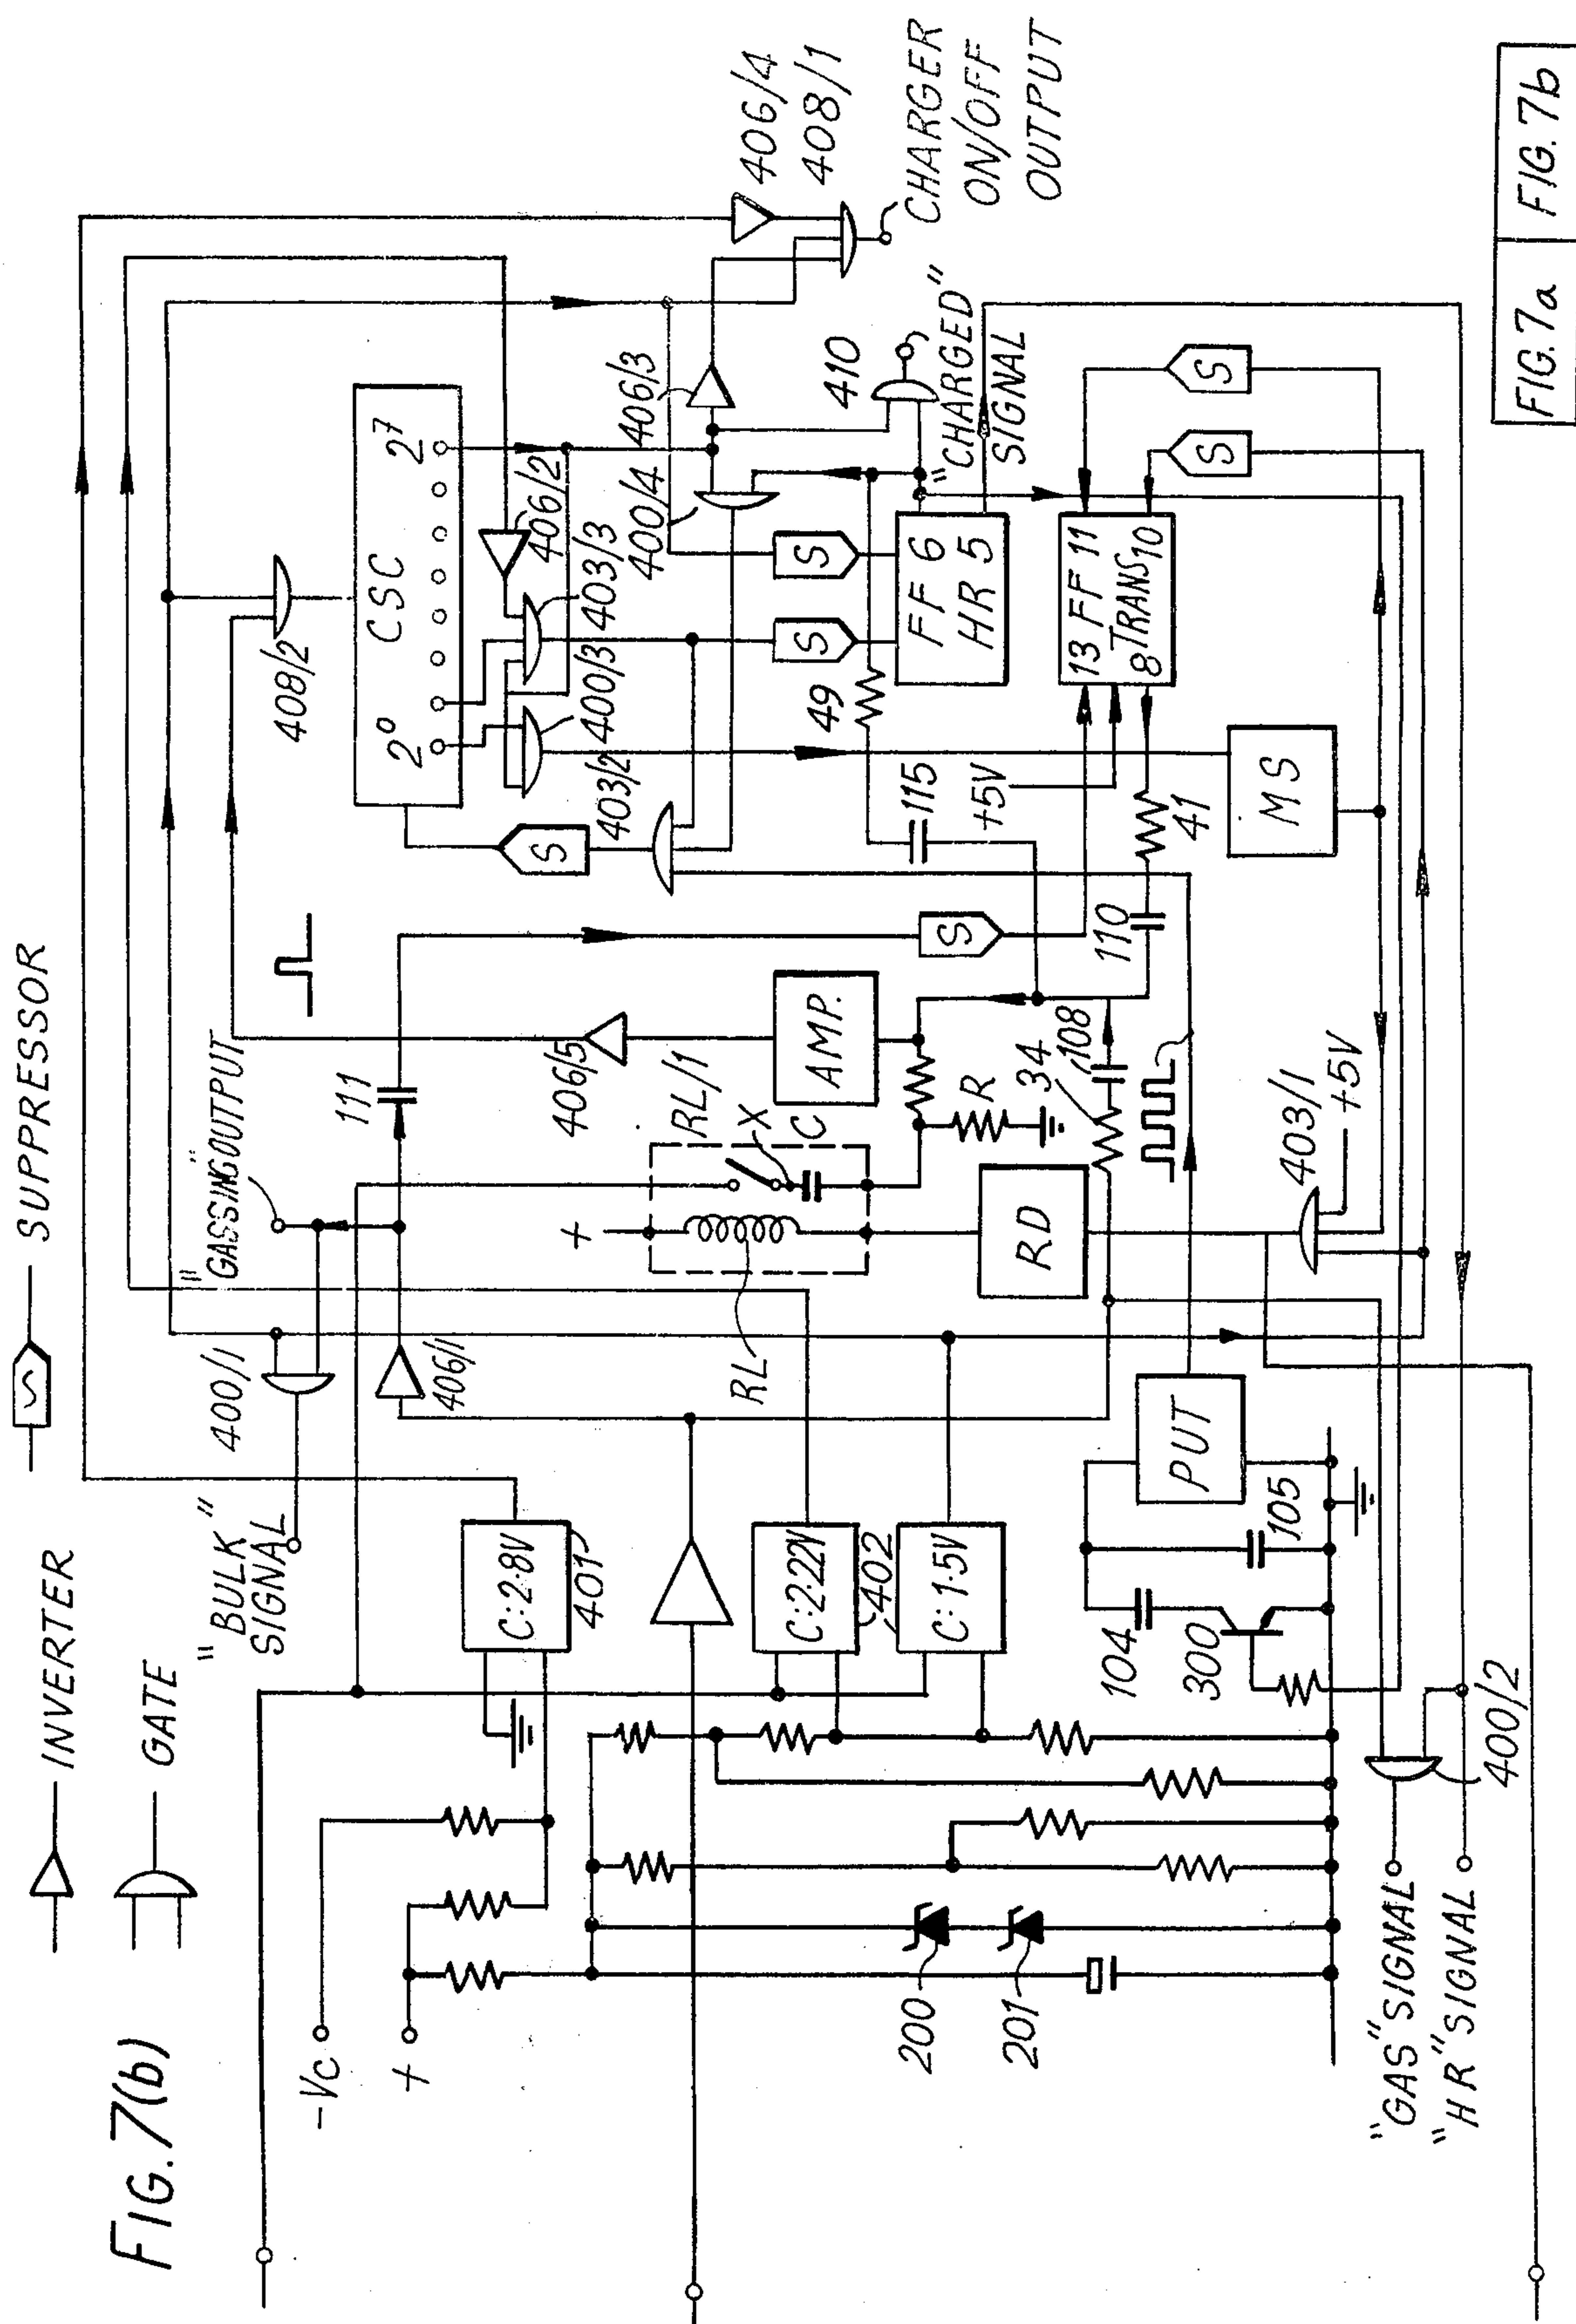 FIG. 7(b)
INVERTER
GATE
SUPPRESSOR
-Vc
+
"BULK"
SIGNAL
400/1
"GASSING OUTPUT"
111
406/1
406/5
408/2
CSC
2⁰
2⁷
406/2
403/3
400/3
403/2
400/4
406/3
406/4
408/1
CHARGER
ON/OFF
OUTPUT
410
"CHARGED"
SIGNAL
C:2·8V
401
C:2·22V
402
C:1·5V
RL
RL/1
X
C
R
AMP.
RD
34
108
110
41
49
115
+5V
S
S
S
S
S
S
FF 6
HR 5
13 FF 11
8 TRANS 10
MS
PUT
104
105
300
200
201
403/1
+5V
+
400/2
"GAS" SIGNAL
"HR" SIGNAL
S
FIG. 7a
FIG. 7b